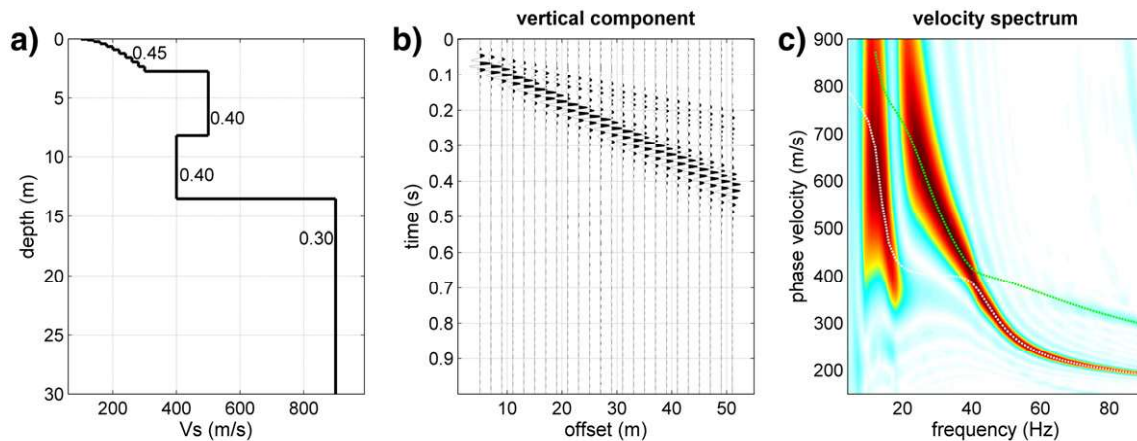 a)
0
5
10
15
20
25
30
depth (m)
0.45
0.40
0.40
0.30
200 400 600 800
Vs (m/s)
vertical component
b)
0
0.1
0.2
0.3
0.4
0.5
0.6
0.7
0.8
0.9
time (s)
10 20 30 40 50
offset (m)
velocity spectrum
c)
900
800
700
600
500
400
300
200
phase velocity (m/s)
20 40 60 80
frequency (Hz)